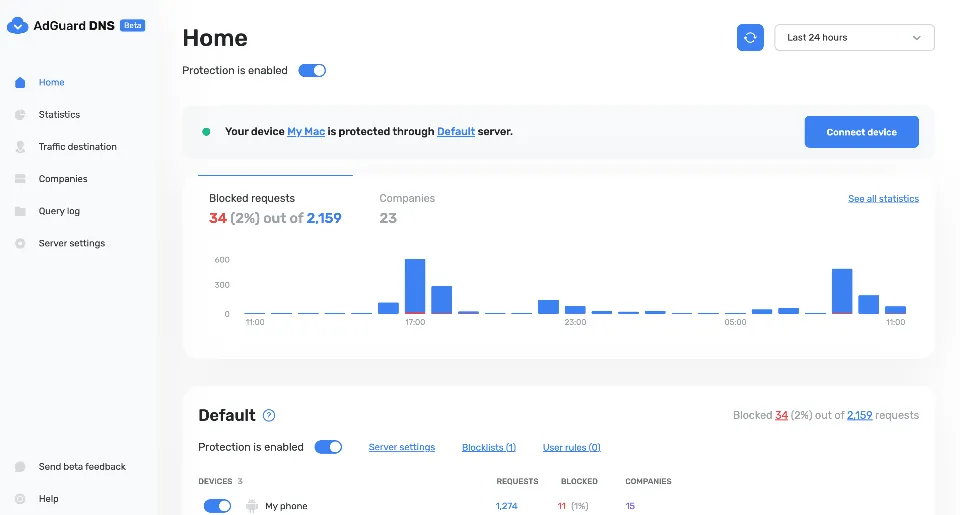 AdGuard DNS Beta
Home
Statistics
Traffic destination
Companies
Query log
Server settings
Send beta feedback
Help
Home
Last 24 hours
Protection is enabled
Your device My Mac is protected through Default server.
Connect device
Blocked requests
34 (2%) out of 2,159
Companies
23
See all statistics
600
300
0
11:00 17:00 23:00 05:00 11:00
Default ?
Blocked 34 (2%) out of 2,159 requests
Protection is enabled Server settings Blocklists (1) User rules (0)
DEVICES 3 REQUESTS BLOCKED COMPANIES
My phone 1,274 11 (1%) 15